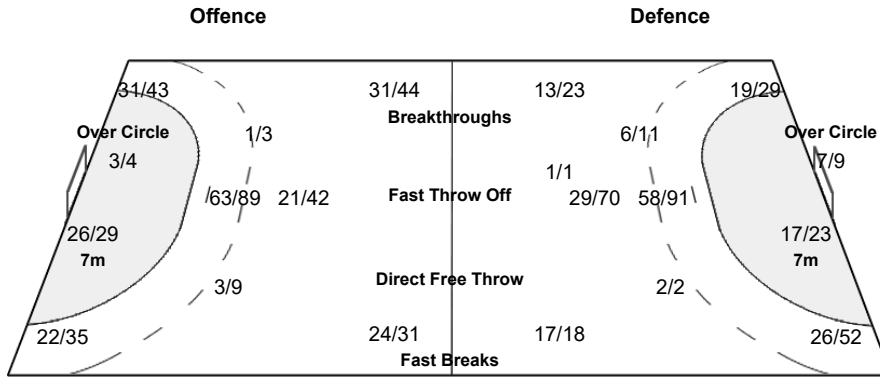 Offence Defence
31/43 31/44 13/23 19/29
Breakthroughs
Over Circle 1/3 6/11 Over Circle
3/4 7/9
1/1
63/89 21/42 Fast Throw Off 29/70 58/91
26/29 17/23
7m 7m
Direct Free Throw
3/9 2/2
22/35 24/31 17/18 26/52
Fast Breaks